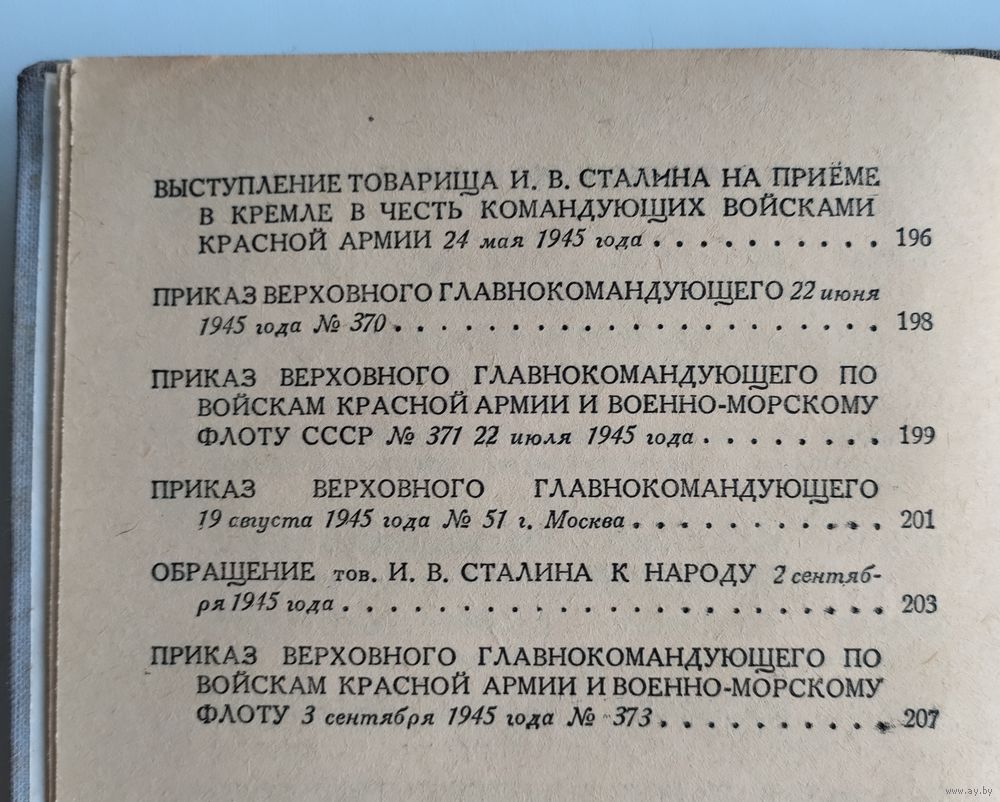 ВЫСТУПЛЕНИЕ ТОВАРИЩА И. В. СТАЛИНА НА ПРИЁМЕ
В КРЕМЛЕ В ЧЕСТЬ КОМАНДУЮЩИХ ВОЙСКАМИ
КРАСНОЙ АРМИИ 24 мая 1945 года . . . . . . . . . . 196
ПРИКАЗ ВЕРХОВНОГО ГЛАВНОКОМАНДУЮЩЕГО 22 июня
1945 года № 370 . . . . . . . . . . . . . . . . . . . 198
ПРИКАЗ ВЕРХОВНОГО ГЛАВНОКОМАНДУЮЩЕГО ПО
ВОЙСКАМ КРАСНОЙ АРМИИ И ВОЕННО-МОРСКОМУ
ФЛОТУ СССР № 371 22 июля 1945 года . . . . . . . . 199
ПРИКАЗ ВЕРХОВНОГО ГЛАВНОКОМАНДУЮЩЕГО
19 августа 1945 года № 51 г. Москва . . . . . . . . . . 201
ОБРАЩЕНИЕ тов. И. В. СТАЛИНА К НАРОДУ 2 сентяб-
ря 1945 года . . . . . . . . . . . . . . . . . . . . . 203
ПРИКАЗ ВЕРХОВНОГО ГЛАВНОКОМАНДУЮЩЕГО ПО
ВОЙСКАМ КРАСНОЙ АРМИИ И ВОЕННО-МОРСКОМУ
ФЛОТУ 3 сентября 1945 года № 373 . . . . . . . . . . 207
www.ay.by